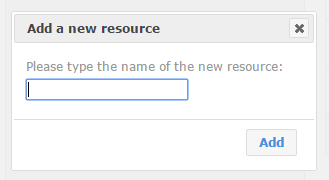 Add a new resource
Please type the name of the new resource:
Add